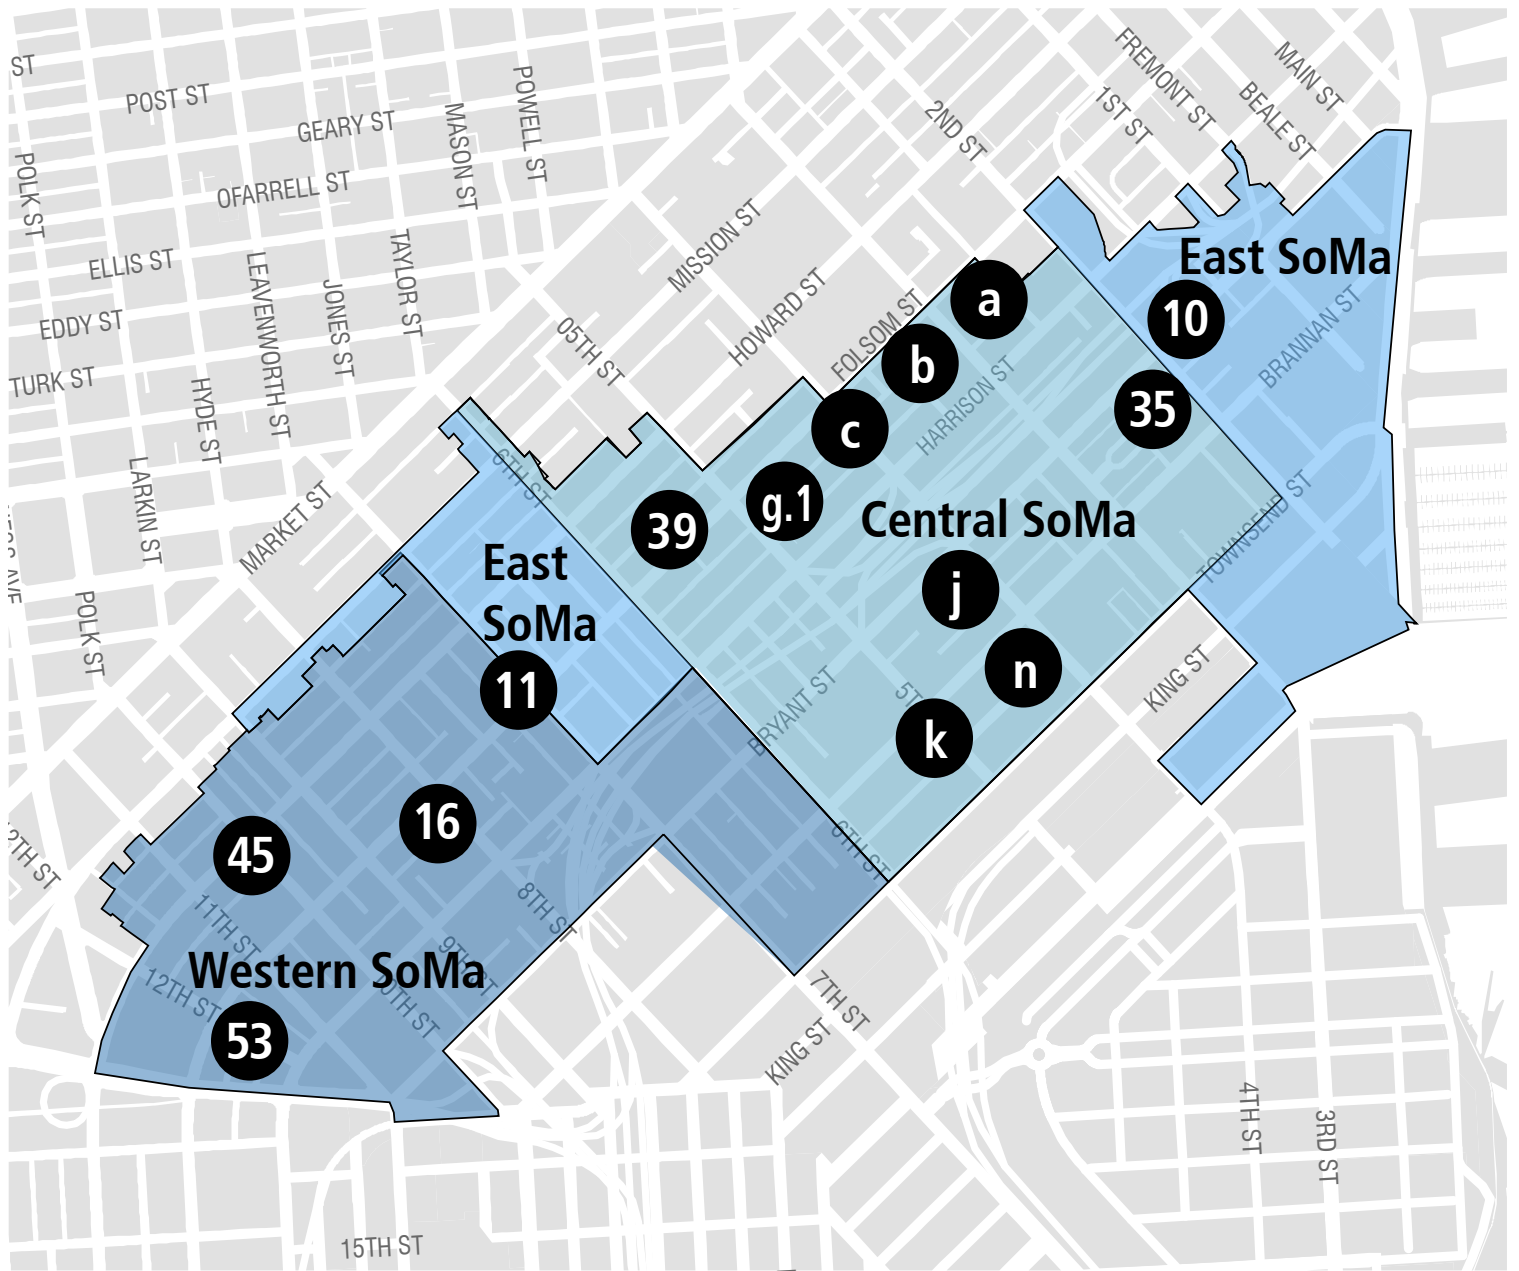 ST
POST ST
GEARY ST
OFARRELL ST
ELLIS ST
EDDY ST
TURK ST
POLK ST
LARKIN ST
HYDE ST
LEAVENWORTH ST
JONES ST
TAYLOR ST
MASON ST
POWELL ST
MARKET ST
POLK ST
MISSION ST
HOWARD ST
FOLSOM ST
HARRISON ST
05TH ST
2ND ST
1ST ST
FREMONT ST
BEALE ST
MAIN ST
East SoMa
10
BRANNAN ST
TOWNSEND ST
a
b
c
g.1
39
35
Central SoMa
j
n
k
6TH ST
BRYANT ST
6TH ST
KING ST
East
SoMa
11
16
45
53
Western SoMa
8TH ST
9TH ST
11TH ST
12TH ST
7TH ST
KING ST
4TH ST
3RD ST
15TH ST